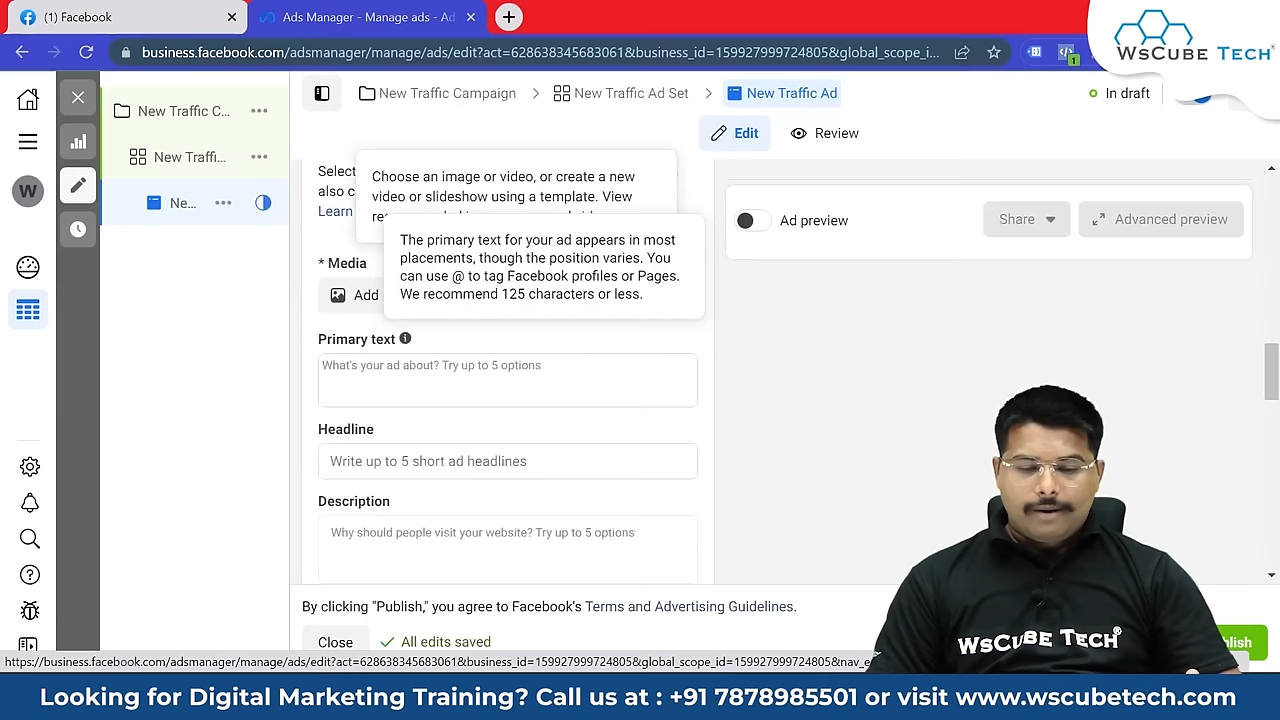 (1) Facebook
Ads Manager - Manage ads - Ad
business.facebook.com/adsmanager/manage/ads/edit?act=628638345683061&business_id=159927999724805&global_scope_i...
1
WsCube Tech®
New Traffic C...
New Traffi...
Ne...
W
New Traffic Campaign > New Traffic Ad Set > New Traffic Ad
In draft
Edit
Review
Select
also c
Learn
Choose an image or video, or create a new
video or slideshow using a template. View
The primary text for your ad appears in most
placements, though the position varies. You
can use @ to tag Facebook profiles or Pages.
We recommend 125 characters or less.
* Media
Add
Primary text
What's your ad about? Try up to 5 options
Headline
Write up to 5 short ad headlines
Description
Why should people visit your website? Try up to 5 options
Ad preview
Share
Advanced preview
By clicking "Publish," you agree to Facebook's Terms and Advertising Guidelines.
Close
All edits saved
lish
https://business.facebook.com/adsmanager/manage/ads/edit?act=628638345683061&business_id=159927999724805&global_scope_id=159927999724805&nav_e
WsCube Tech®
Looking for Digital Marketing Training? Call us at : +91 7878985501 or visit www.wscubetech.com